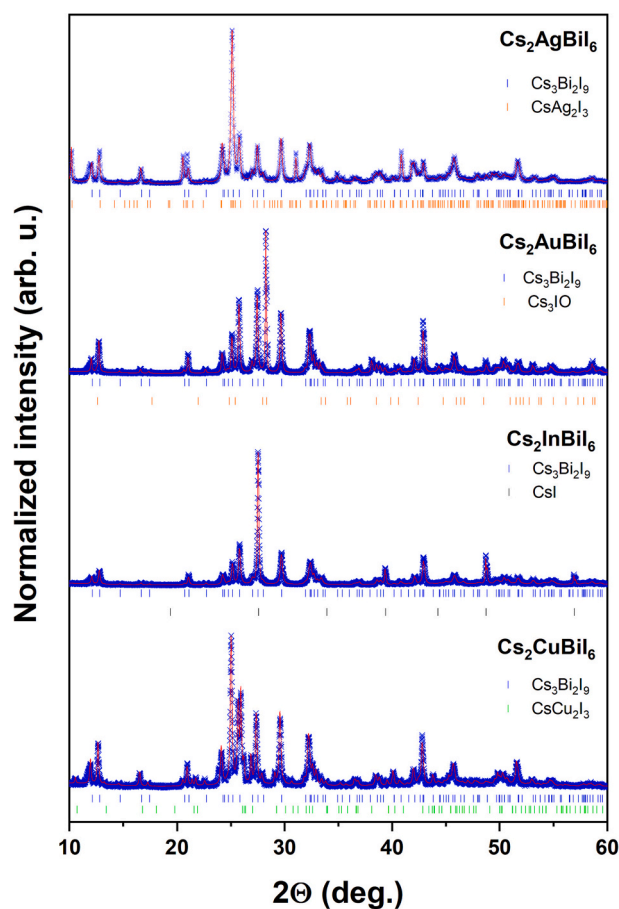 Normalized intensity (arb. u.)
Cs₂AgBiI₆
Cs₃Bi₂I₉
CsAg₂I₃
Cs₂AuBiI₆
Cs₃Bi₂I₉
Cs₃IO
Cs₂InBiI₆
Cs₃Bi₂I₉
CsI
Cs₂CuBiI₆
Cs₃Bi₂I₉
CsCu₂I₃
10 20 30 40 50 60
2Θ (deg.)